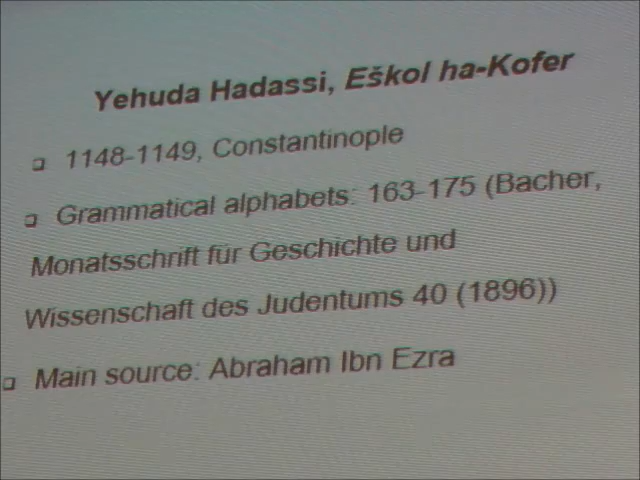 Yehuda Hadassi, Eškol ha-Kofer
❑ 1148-1149, Constantinople
❑ Grammatical alphabets: 163-175 (Bacher,
Monatsschrift für Geschichte und
Wissenschaft des Judentums 40 (1896))
❑ Main source: Abraham Ibn Ezra